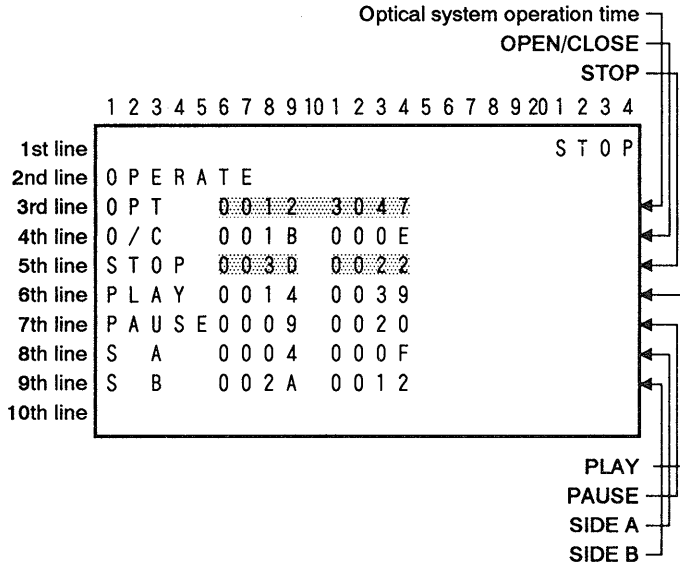 Optical system operation time
OPEN/CLOSE
STOP
1 2 3 4 5 6 7 8 9 10 1 2 3 4 5 6 7 8 9 20 1 2 3 4
1st line STOP
2nd line OPERATE
3rd line OPT 0012 3047
4th line O/C 001B 000E
5th line STOP 003D 0022
6th line PLAY 0014 0039
7th line PAUSE 0009 0020
8th line S A 0004 000F
9th line S B 002A 0012
10th line
PLAY
PAUSE
SIDE A
SIDE B